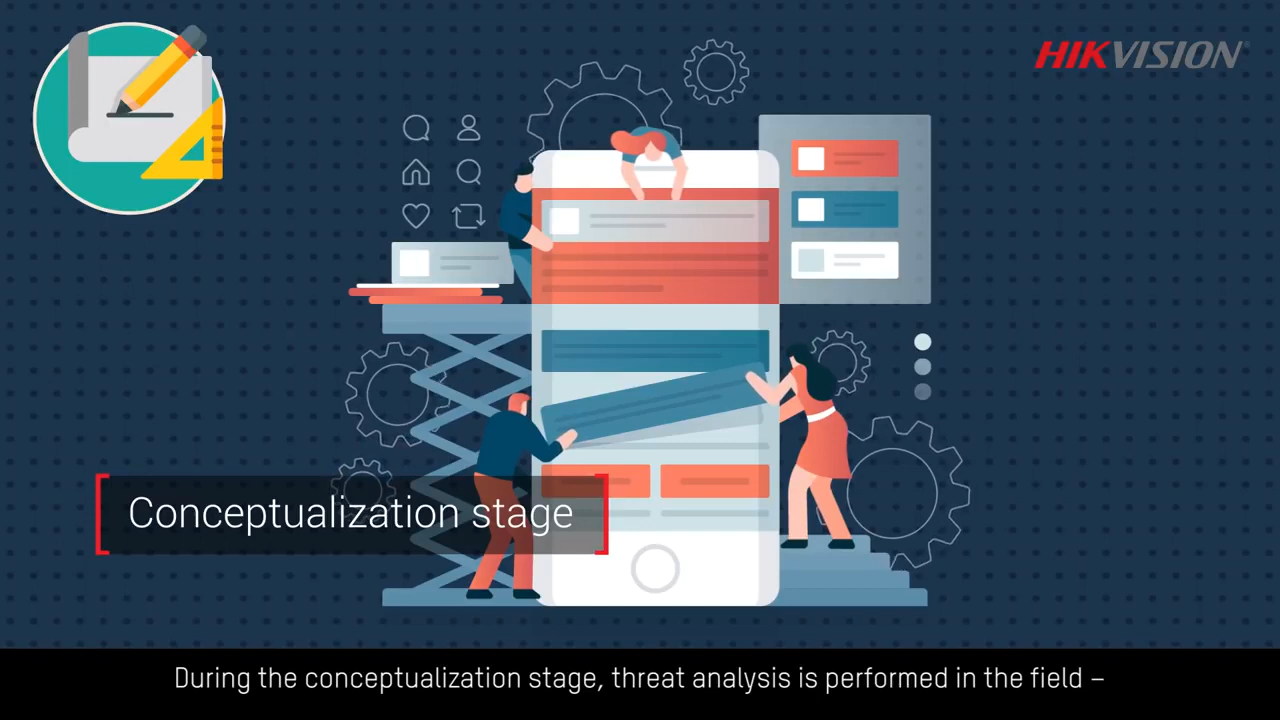 HIKVISION
Conceptualization stage
During the conceptualization stage, threat analysis is performed in the field –